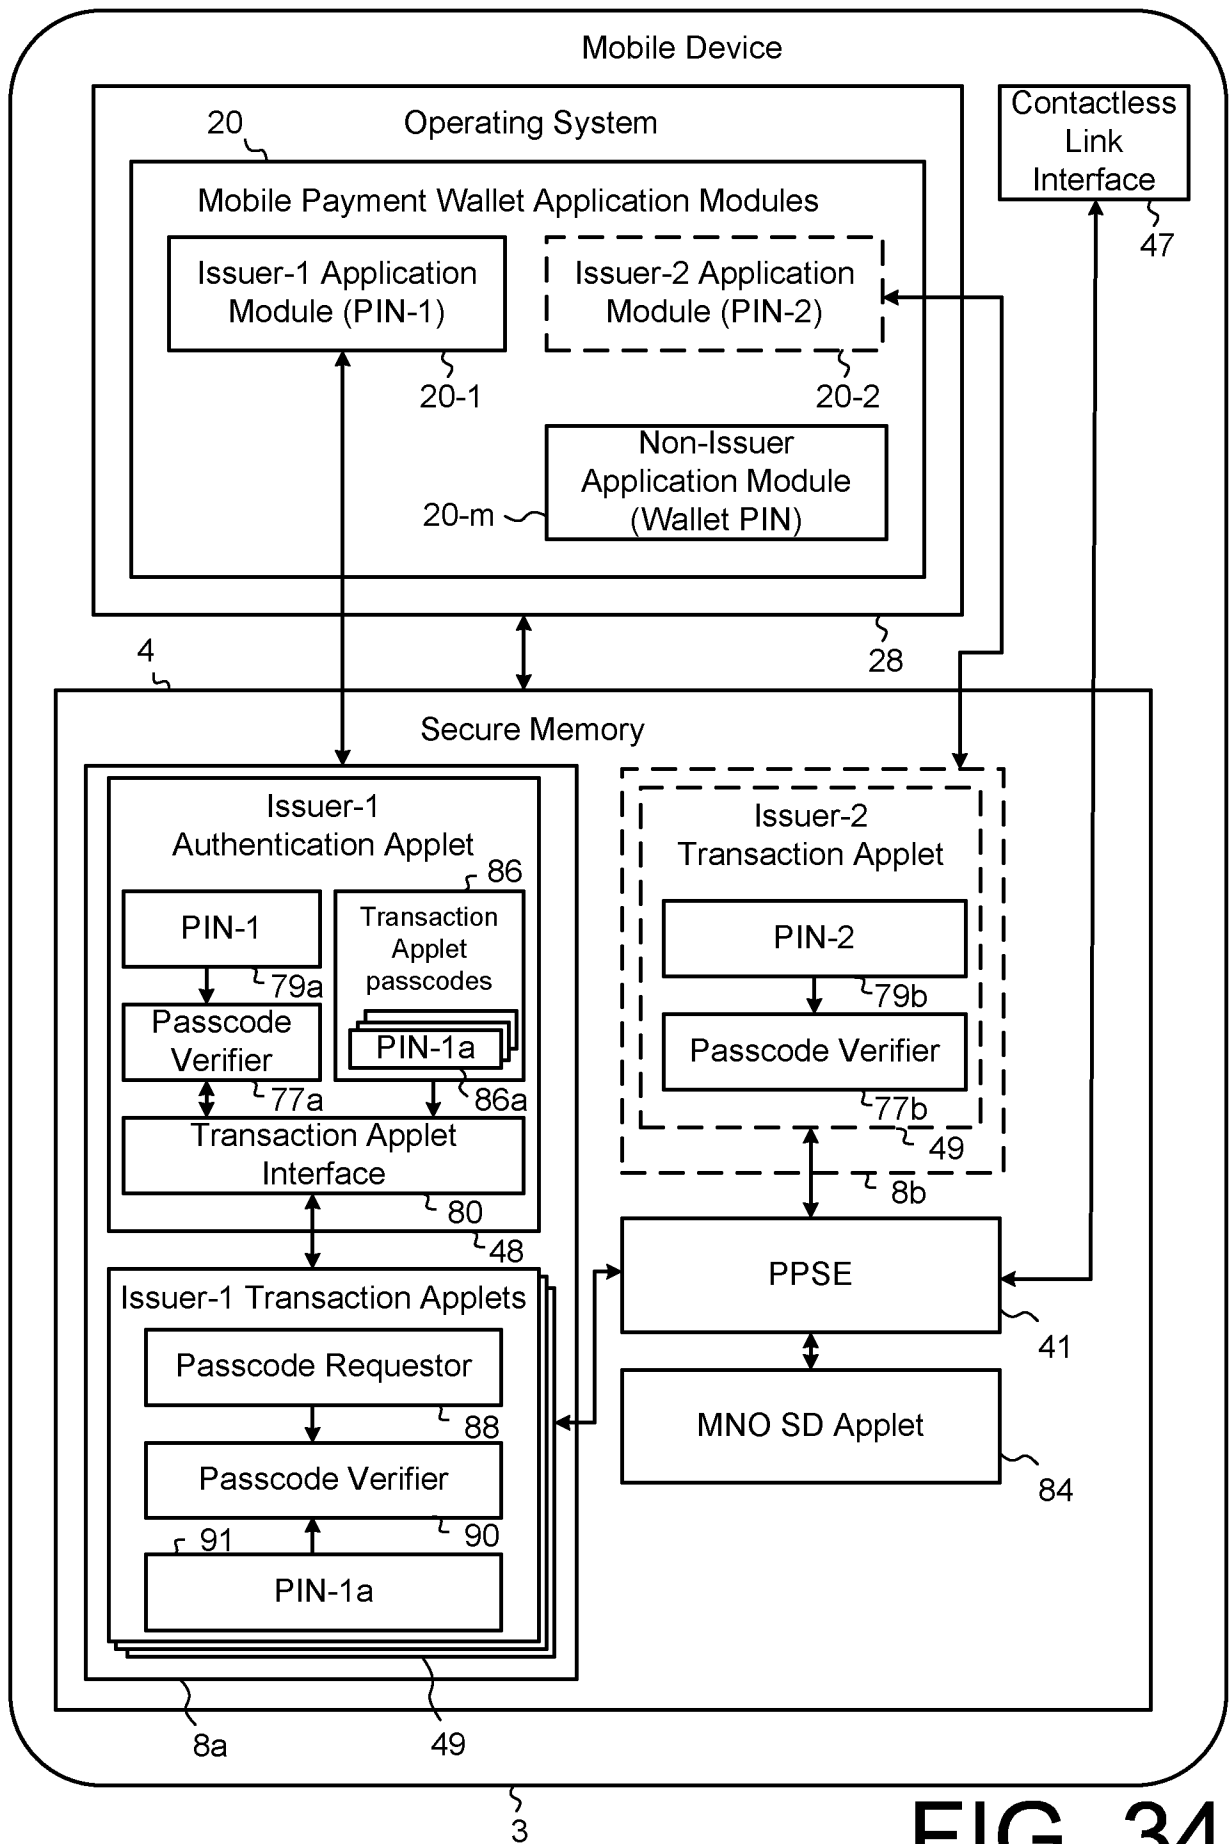 Mobile Device
Operating System
20
Mobile Payment Wallet Application Modules
Issuer-1 Application
Module (PIN-1)
20-1
Issuer-2 Application
Module (PIN-2)
20-2
Non-Issuer
Application Module
(Wallet PIN)
20-m
28
Contactless
Link
Interface
47
4
Secure Memory
Issuer-1
Authentication Applet
86
PIN-1
79a
Transaction
Applet
passcodes
PIN-1a
86a
Passcode
Verifier
77a
Transaction Applet
Interface
80
48
Issuer-1 Transaction Applets
Passcode Requestor
88
Passcode Verifier
90
91
PIN-1a
8a
49
Issuer-2
Transaction Applet
PIN-2
79b
Passcode Verifier
77b
49
8b
PPSE
41
MNO SD Applet
84
3
FIG. 34